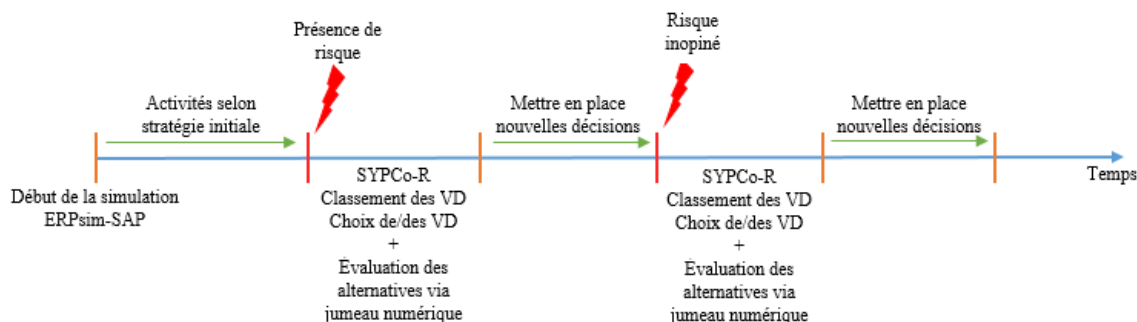 Présence de
risque
Risque
inopiné
Activités selon
stratégie initiale
Mettre en place
nouvelles décisions
Mettre en place
nouvelles décisions
Temps
Début de la simulation
ERPsim-SAP
SYPCo-R
Classement des VD
Choix de/des VD
+
Évaluation des
alternatives via
jumeau numérique
SYPCo-R
Classement des VD
Choix de/des VD
+
Évaluation des
alternatives via
jumeau numérique